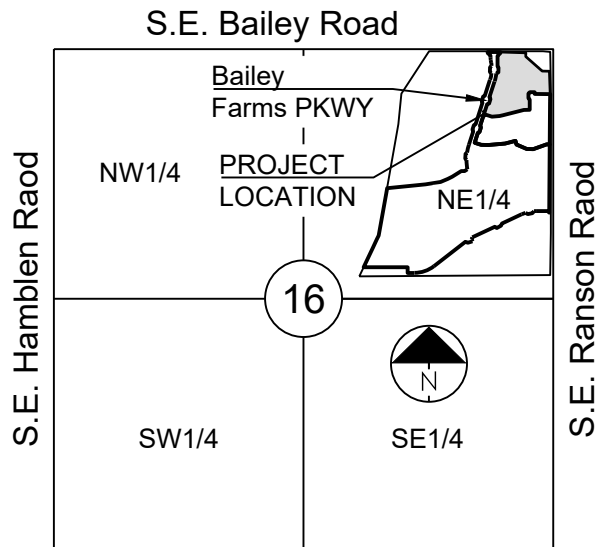 S.E. Bailey Road
Bailey
Farms PKWY
PROJECT
LOCATION
NW1/4
NE1/4
S.E. Hamblen Raod
S.E. Ranson Raod
16
N
SW1/4
SE1/4